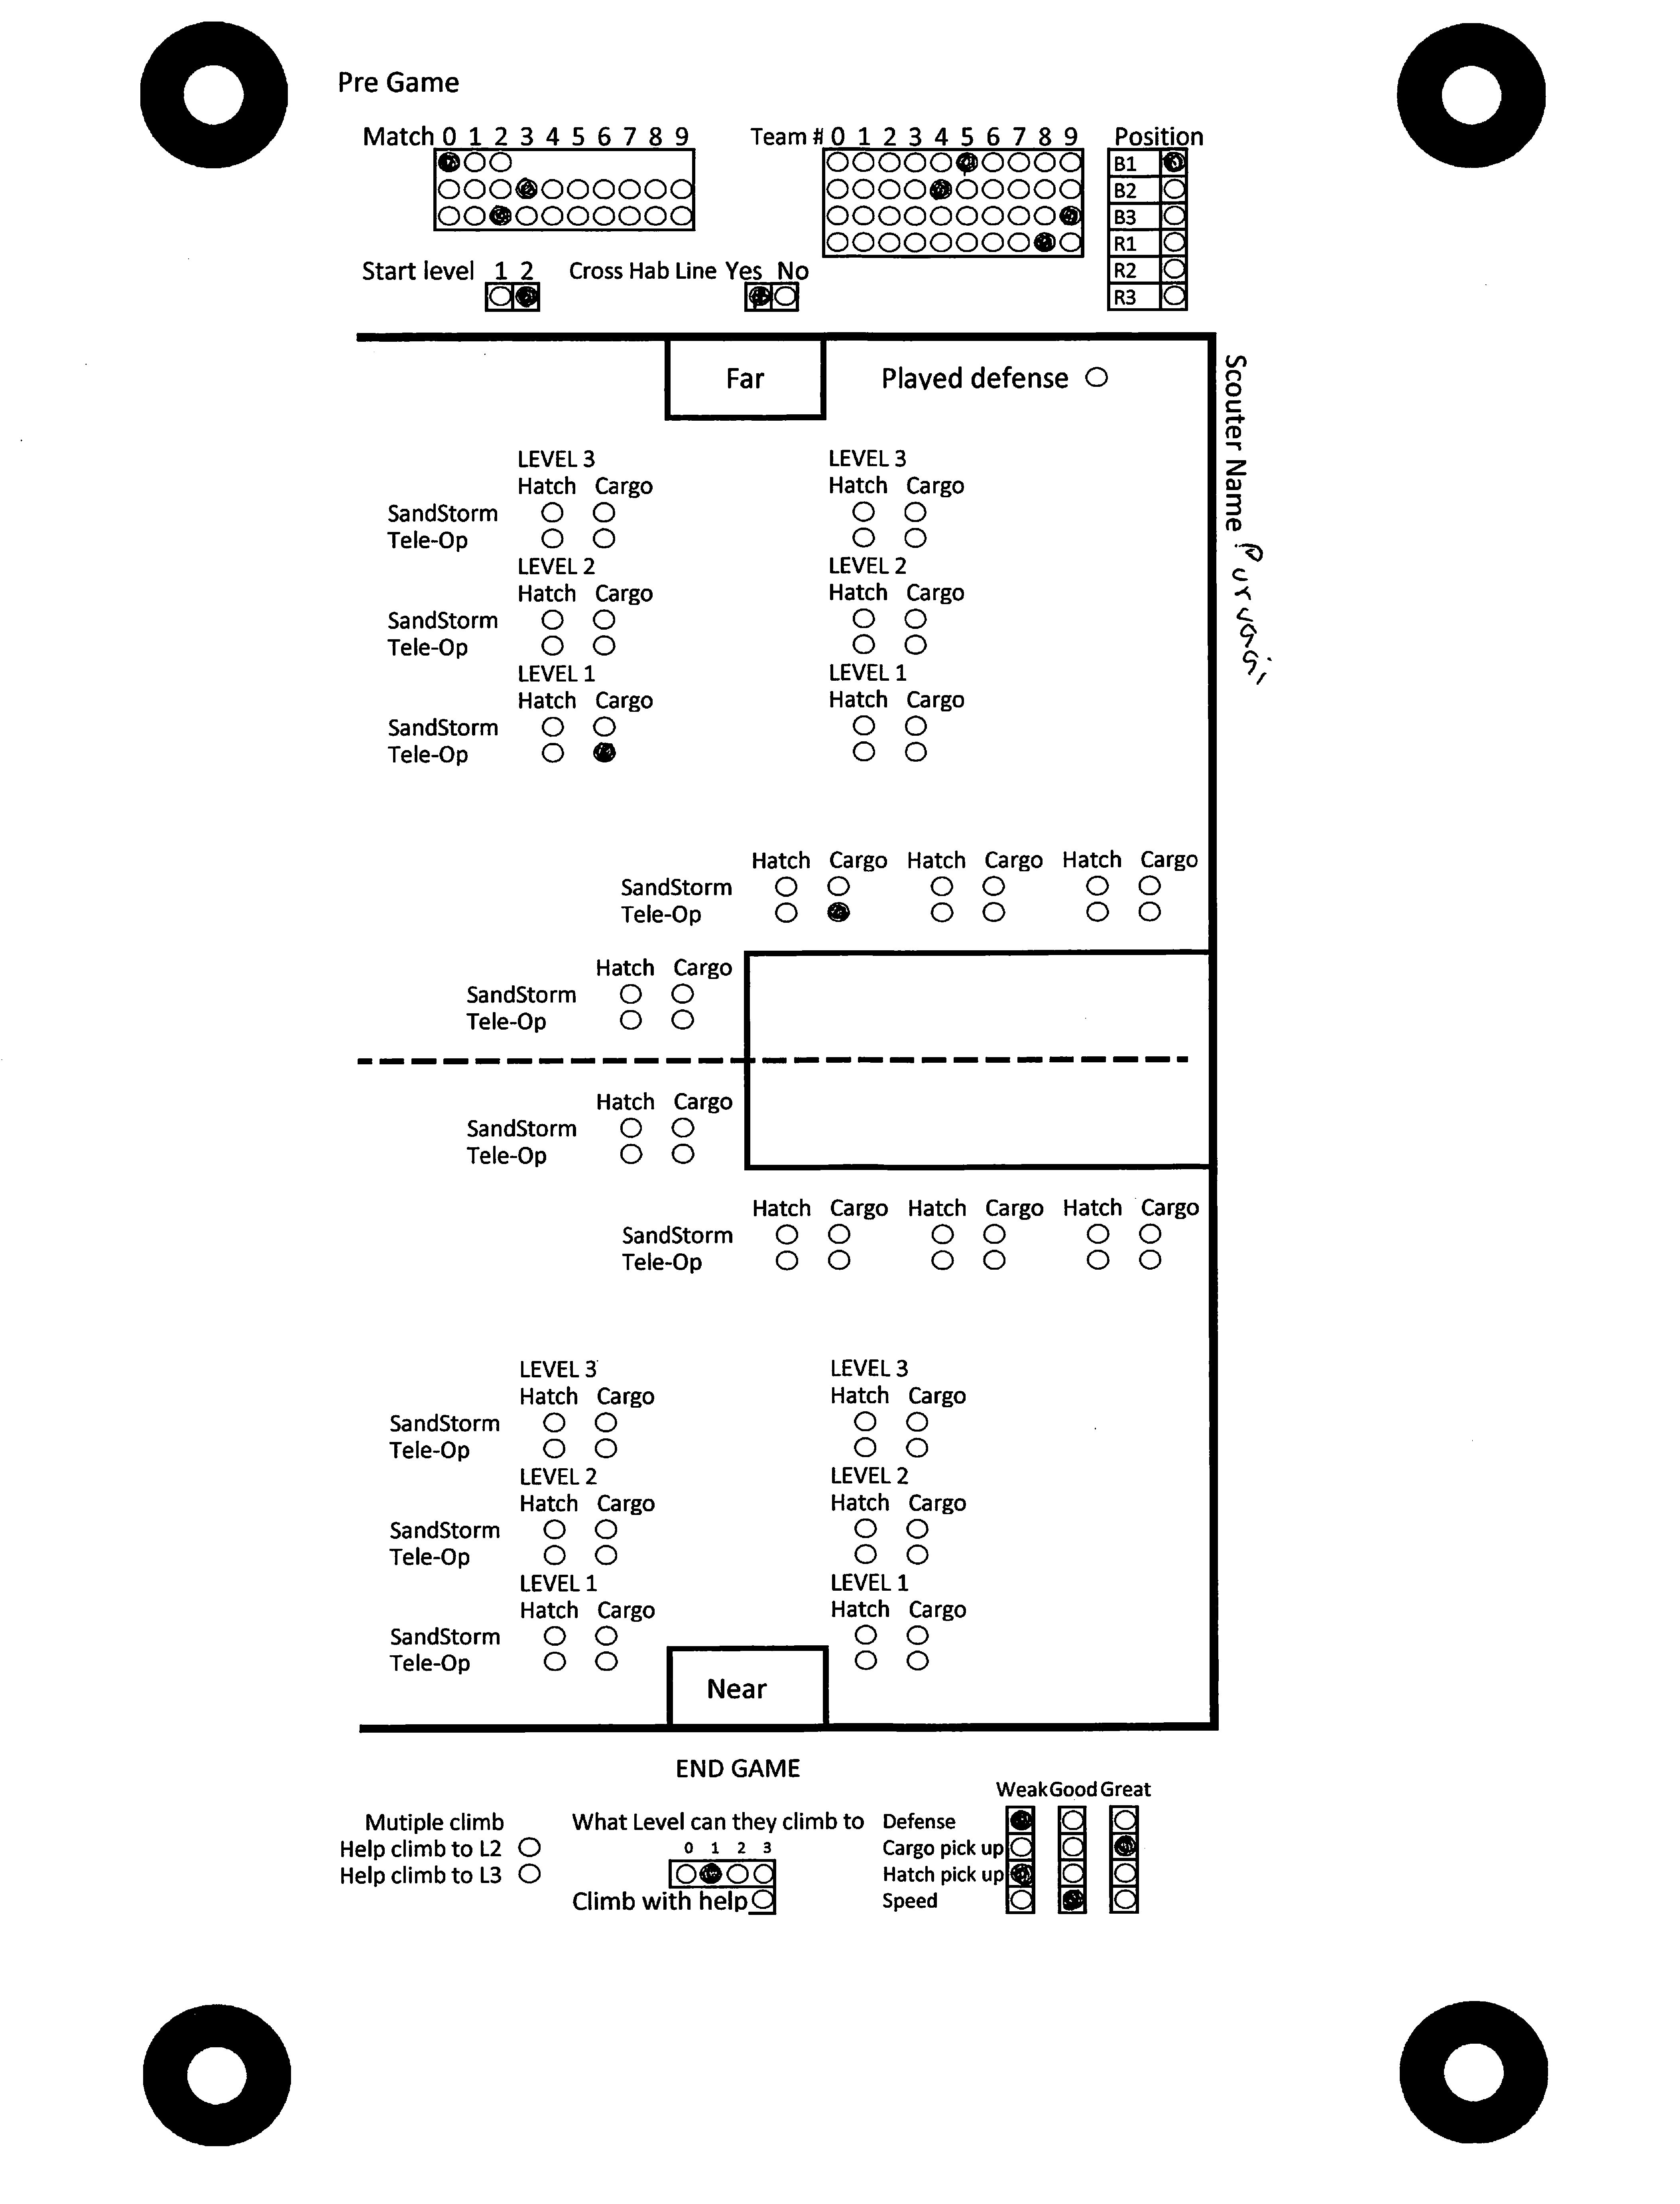 Pre Game
Match 0 1 2 3 4 5 6 7 8 9
Team # 0 1 2 3 4 5 6 7 8 9
Position
B1
B2
B3
R1
R2
R3
Start level 1 2
Cross Hab Line Yes No
Far
Played defense
Scouter Name: Purvasi
LEVEL 3 LEVEL 3
Hatch Cargo Hatch Cargo
SandStorm
Tele-Op
LEVEL 2 LEVEL 2
Hatch Cargo Hatch Cargo
SandStorm
Tele-Op
LEVEL 1 LEVEL 1
Hatch Cargo Hatch Cargo
SandStorm
Tele-Op
Hatch Cargo Hatch Cargo Hatch Cargo
SandStorm
Tele-Op
Hatch Cargo
SandStorm
Tele-Op
Hatch Cargo
SandStorm
Tele-Op
Hatch Cargo Hatch Cargo Hatch Cargo
SandStorm
Tele-Op
LEVEL 3 LEVEL 3
Hatch Cargo Hatch Cargo
SandStorm
Tele-Op
LEVEL 2 LEVEL 2
Hatch Cargo Hatch Cargo
SandStorm
Tele-Op
LEVEL 1 LEVEL 1
Hatch Cargo Hatch Cargo
SandStorm
Tele-Op
Near
END GAME
Mutiple climb
Help climb to L2
Help climb to L3
What Level can they climb to
0 1 2 3
Climb with help
Weak Good Great
Defense
Cargo pick up
Hatch pick up
Speed